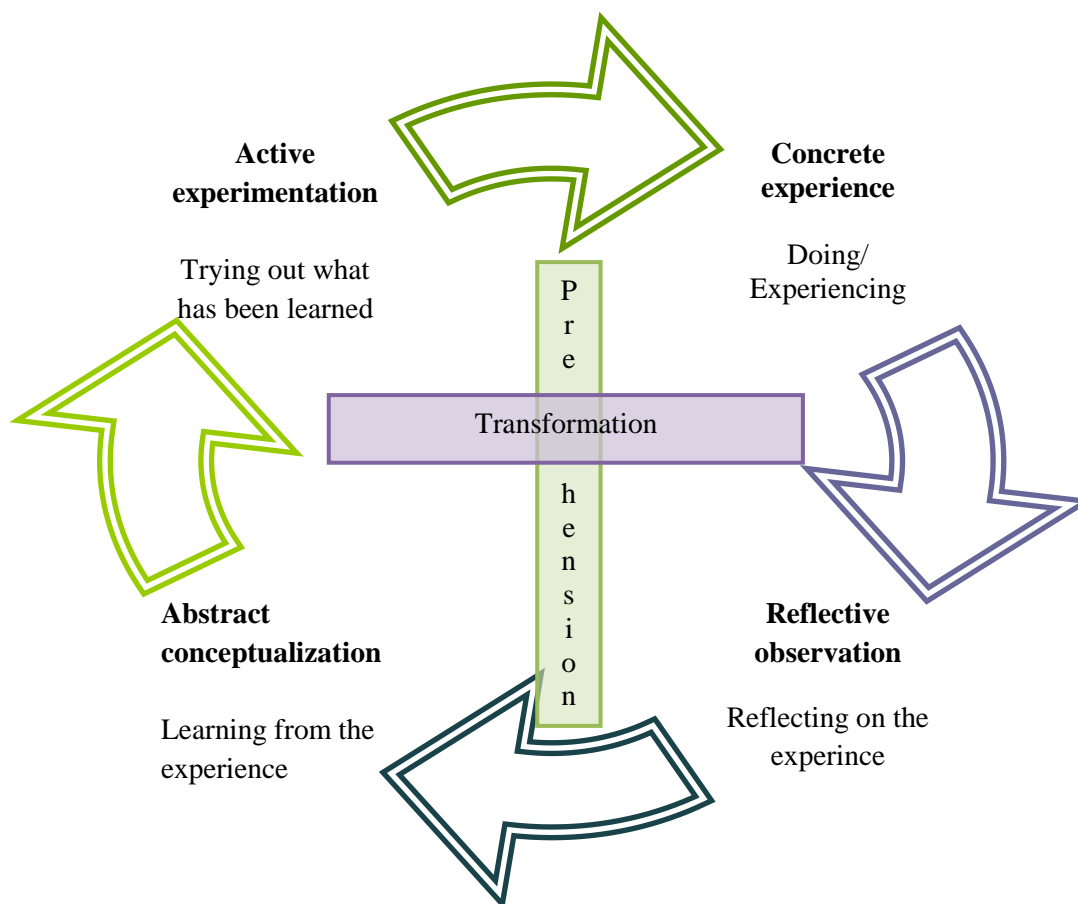 Active
experimentation
Trying out what
has been learned
Concrete
experience
Doing/
Experiencing
P
r
e
Transformation
h
e
n
s
i
o
n
Abstract
conceptualization
Learning from the
experience
Reflective
observation
Reflecting on the
experince